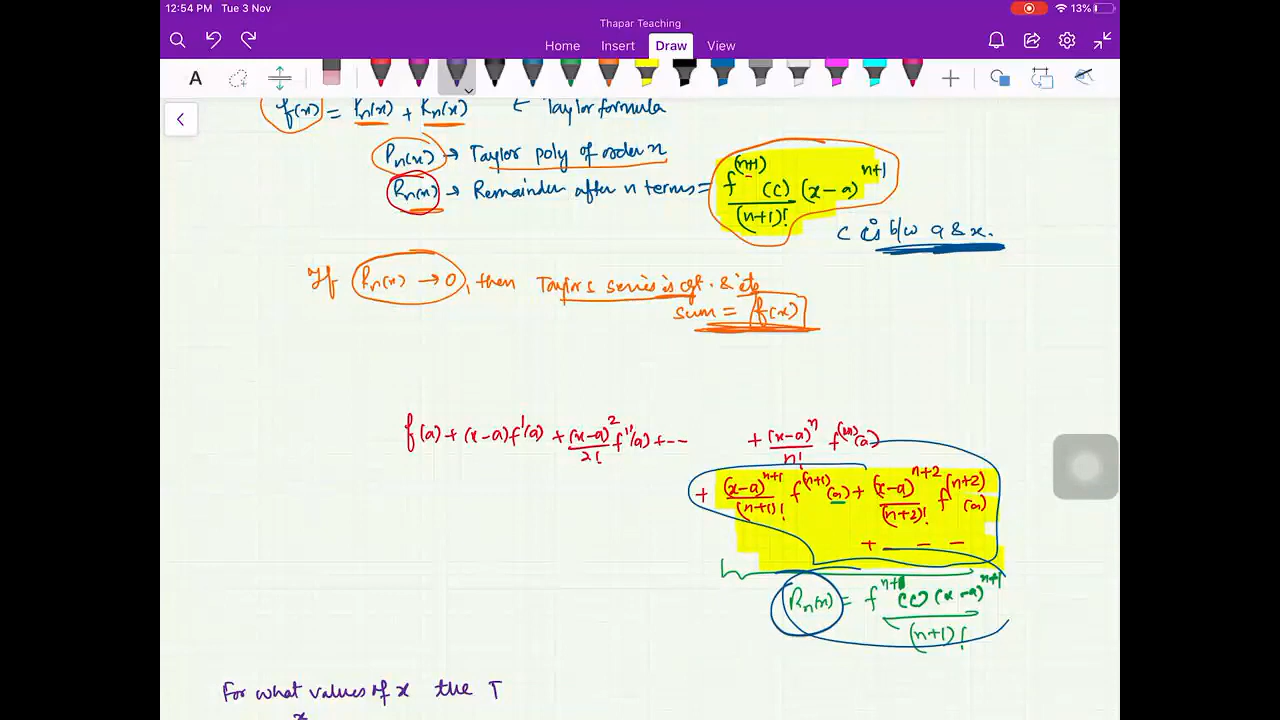 12:54 PM Tue 3 Nov
13%
Thapar Teaching
Home Insert Draw View
A
f(x) = Pn(x) + Rn(x) ← Taylor formula
Pn(x) → Taylor poly of order n
Rn(x) → Remainder after n terms = f^(n+1)(c)/(n+1)! (x-a)^n+1
c is b/w a & x.
If Rn(x) → 0, then Taylors series is cgt. & its
sum = f(x)
f(a) + (x-a)f'(a) + (x-a)^2/2! f''(a) + -- + (x-a)^n/n! f^(n)(a)
+ (x-a)^n+1/(n+1)! f^(n+1)(a) + (x-a)^n+2/(n+2)! f^(n+2)(a)
+ - - -
Rn(x) = f^n+1(c)(x-a)^n+1/(n+1)!
For what values of x the T
x